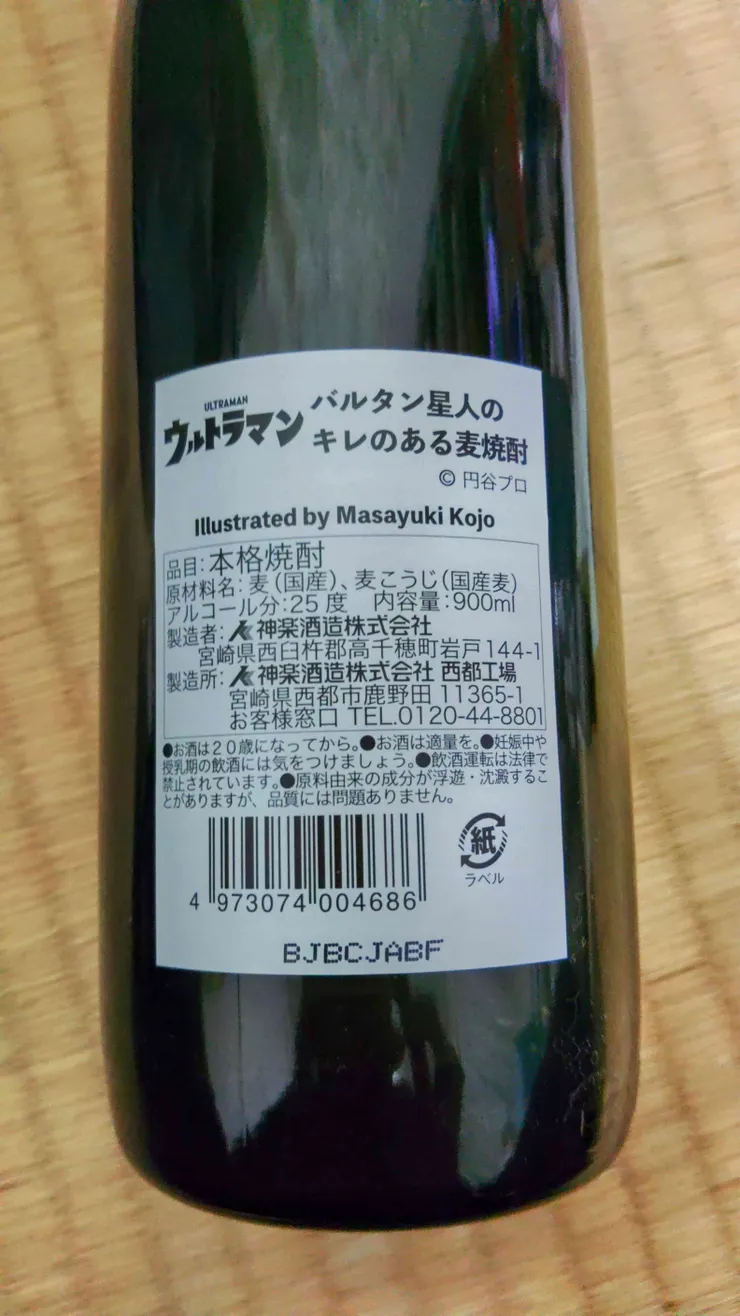 ULTRAMAN
ウルトラマン
バルタン星人の
キレのある麦焼酎
© 円谷プロ
Illustrated by Masayuki Kojo
品目：本格焼酎
原材料名：麦（国産）、麦こうじ（国産麦）
アルコール分：25度 内容量：900ml
製造者：神楽酒造株式会社
宮崎県西臼杵郡高千穂町岩戸144-1
製造所：神楽酒造株式会社 西都工場
宮崎県西都市鹿野田11365-1
お客様窓口 TEL.0120-44-8801
●お酒は20歳になってから。●お酒は適量を。●妊娠中や
授乳期の飲酒には気をつけましょう。●飲酒運転は法律で
禁止されています。●原料由来の成分が浮遊・沈澱するこ
とがありますが、品質には問題ありません。
4 973074 004686
紙
ラベル
BJBCJABF